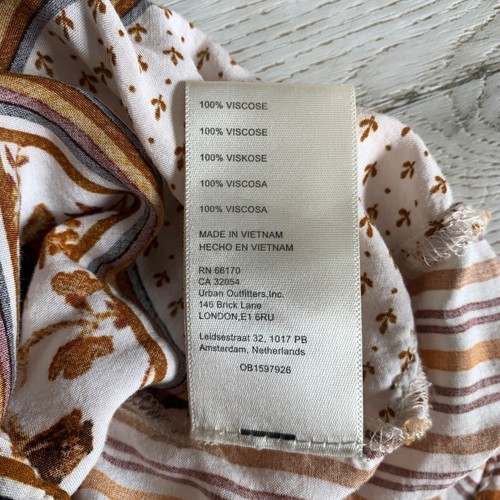 100% VISCOSE
100% VISCOSE
100% VISKOSE
100% VISCOSA
100% VISCOSA
MADE IN VIETNAM
HECHO EN VIETNAM
RN 66170
CA 32054
Urban Outfitters,Inc.
146 Brick Lane
LONDON,E1 6RU
Leidsestraat 32, 1017 PB
Amsterdam, Netherlands
OB1597926